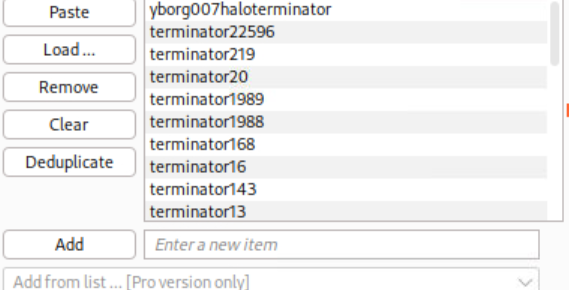 Paste
Load ...
Remove
Clear
Deduplicate
yborg007haloterminator
terminator22596
terminator219
terminator20
terminator1989
terminator1988
terminator168
terminator16
terminator143
terminator13
Add
Enter a new item
Add from list ... [Pro version only]